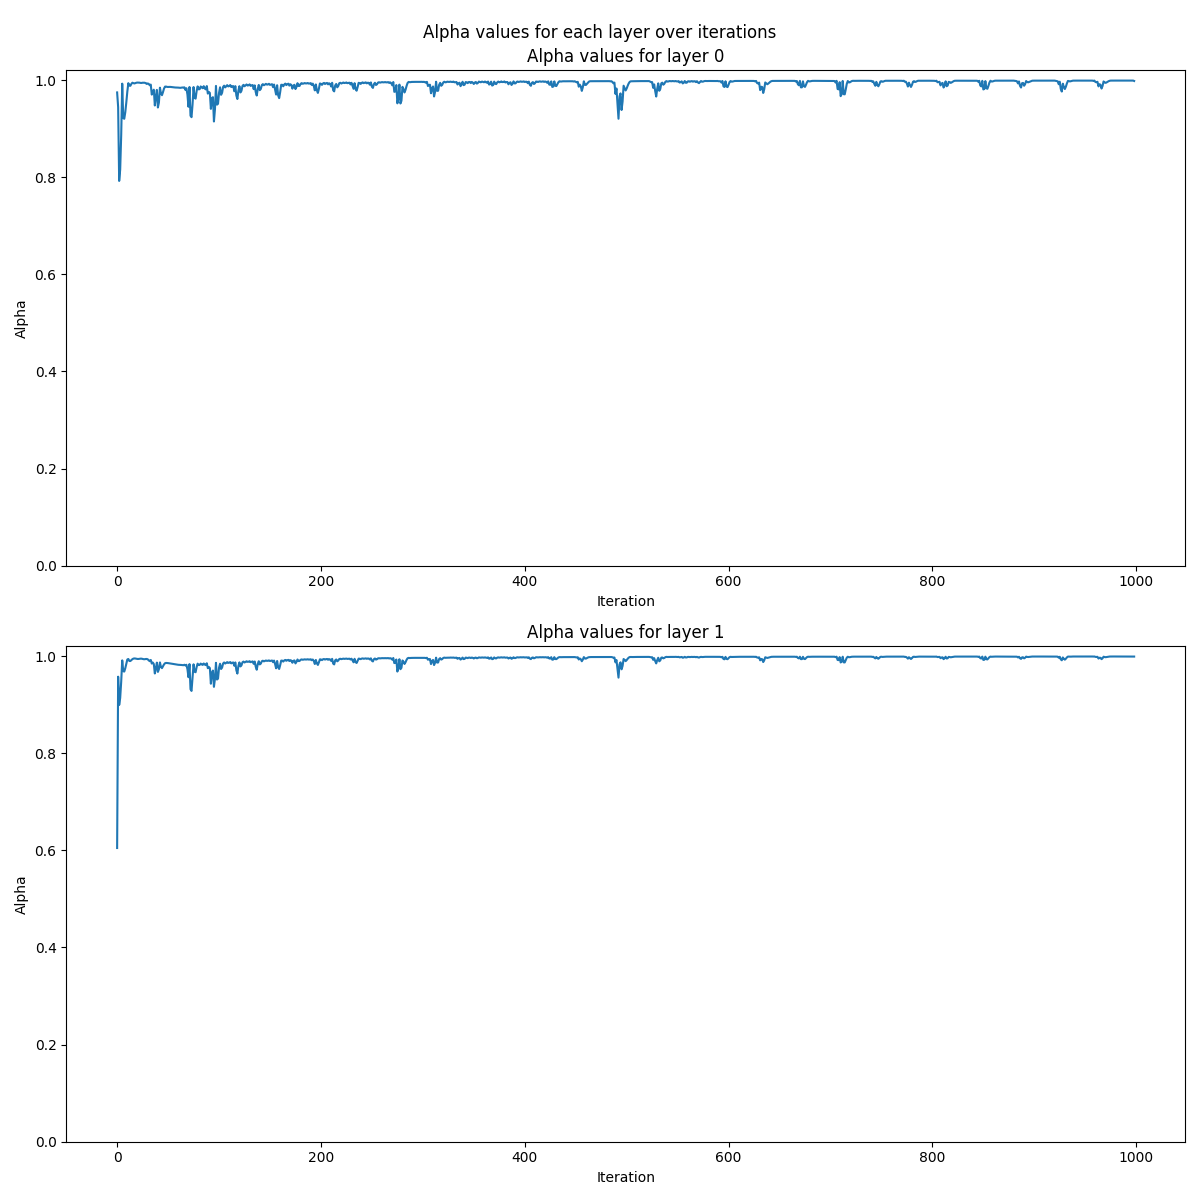 Alpha values for each layer over iterations
Alpha values for layer 0
1.0
0.8
0.6
0.4
0.2
0.0
Alpha
0 200 400 600 800 1000
Iteration
Alpha values for layer 1
1.0
0.8
0.6
0.4
0.2
0.0
Alpha
0 200 400 600 800 1000
Iteration